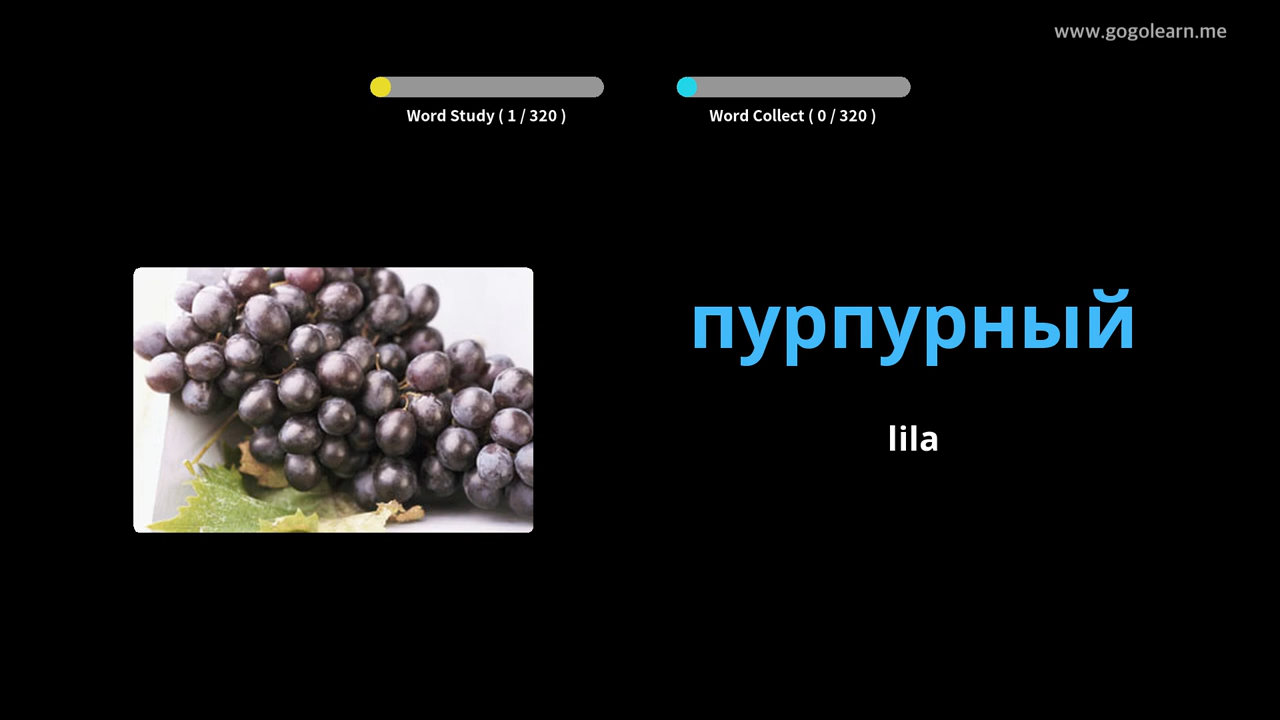 www.gogolearn.me
Word Study ( 1 / 320 )
Word Collect ( 0 / 320 )
пурпурный
lila